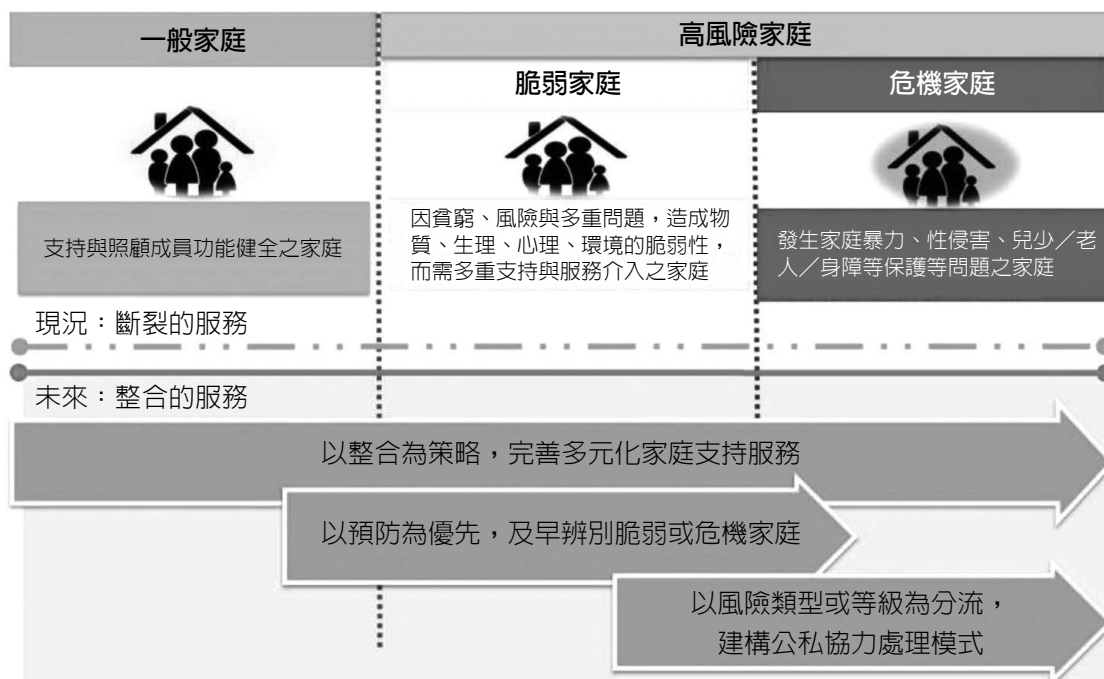 一般家庭
高風險家庭
脆弱家庭
危機家庭
支持與照顧成員功能健全之家庭
因貧窮、風險與多重問題，造成物
質、生理、心理、環境的脆弱性，
而需多重支持與服務介入之家庭
發生家庭暴力、性侵害、兒少／老
人／身障等保護等問題之家庭
現況：斷裂的服務
未來：整合的服務
以整合為策略，完善多元化家庭支持服務
以預防為優先，及早辨別脆弱或危機家庭
以風險類型或等級為分流，
建構公私協力處理模式